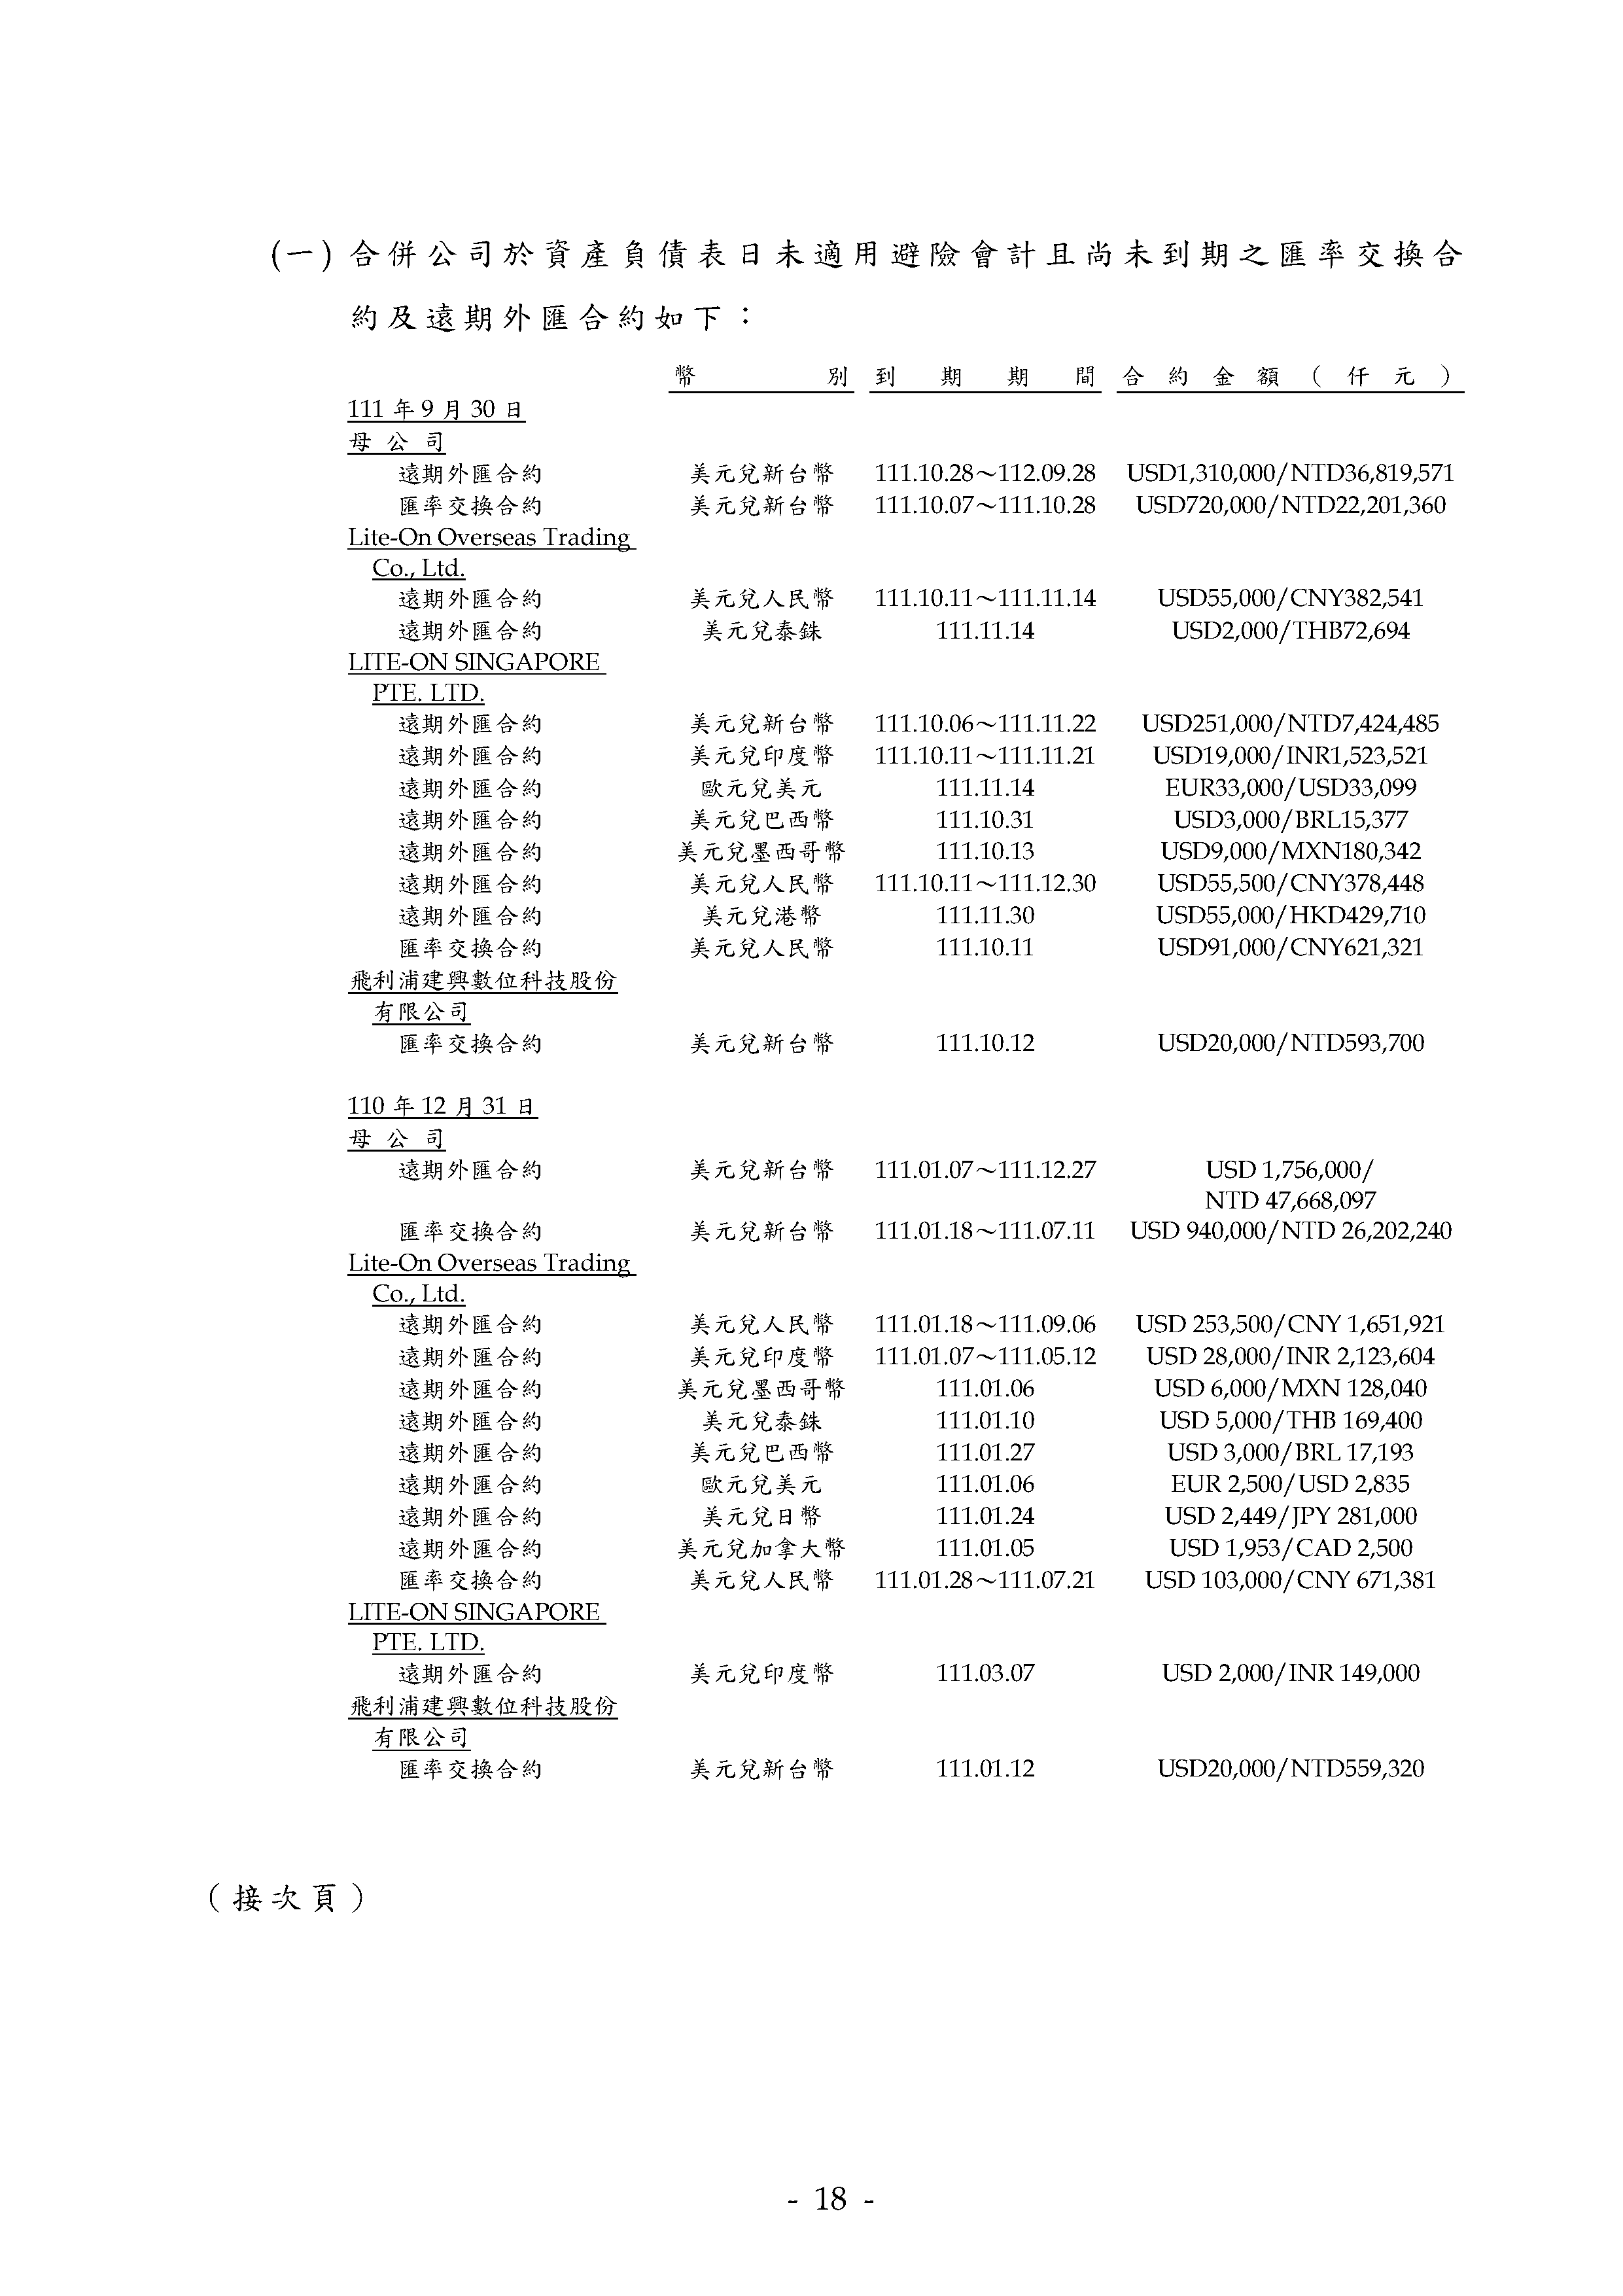 (一) 合併公司於資產負債表日未適用避險會計且尚未到期之匯率交換合
約及遠期外匯合約如下：
幣別 到期期間 合約金額（仟元）
111 年 9 月 30 日
母公司
遠期外匯合約 美元兌新台幣 111.10.28～112.09.28 USD1,310,000/NTD36,819,571
匯率交換合約 美元兌新台幣 111.10.07～111.10.28 USD720,000/NTD22,201,360
Lite-On Overseas Trading
Co., Ltd.
遠期外匯合約 美元兌人民幣 111.10.11～111.11.14 USD55,000/CNY382,541
遠期外匯合約 美元兌泰銖 111.11.14 USD2,000/THB72,694
LITE-ON SINGAPORE
PTE. LTD.
遠期外匯合約 美元兌新台幣 111.10.06～111.11.22 USD251,000/NTD7,424,485
遠期外匯合約 美元兌印度幣 111.10.11～111.11.21 USD19,000/INR1,523,521
遠期外匯合約 歐元兌美元 111.11.14 EUR33,000/USD33,099
遠期外匯合約 美元兌巴西幣 111.10.31 USD3,000/BRL15,377
遠期外匯合約 美元兌墨西哥幣 111.10.13 USD9,000/MXN180,342
遠期外匯合約 美元兌人民幣 111.10.11～111.12.30 USD55,500/CNY378,448
遠期外匯合約 美元兌港幣 111.11.30 USD55,000/HKD429,710
匯率交換合約 美元兌人民幣 111.10.11 USD91,000/CNY621,321
飛利浦建興數位科技股份
有限公司
匯率交換合約 美元兌新台幣 111.10.12 USD20,000/NTD593,700
110 年 12 月 31 日
母公司
遠期外匯合約 美元兌新台幣 111.01.07～111.12.27 USD 1,756,000/
NTD 47,668,097
匯率交換合約 美元兌新台幣 111.01.18～111.07.11 USD 940,000/NTD 26,202,240
Lite-On Overseas Trading
Co., Ltd.
遠期外匯合約 美元兌人民幣 111.01.18～111.09.06 USD 253,500/CNY 1,651,921
遠期外匯合約 美元兌印度幣 111.01.07～111.05.12 USD 28,000/INR 2,123,604
遠期外匯合約 美元兌墨西哥幣 111.01.06 USD 6,000/MXN 128,040
遠期外匯合約 美元兌泰銖 111.01.10 USD 5,000/THB 169,400
遠期外匯合約 美元兌巴西幣 111.01.27 USD 3,000/BRL 17,193
遠期外匯合約 歐元兌美元 111.01.06 EUR 2,500/USD 2,835
遠期外匯合約 美元兌日幣 111.01.24 USD 2,449/JPY 281,000
遠期外匯合約 美元兌加拿大幣 111.01.05 USD 1,953/CAD 2,500
匯率交換合約 美元兌人民幣 111.01.28～111.07.21 USD 103,000/CNY 671,381
LITE-ON SINGAPORE
PTE. LTD.
遠期外匯合約 美元兌印度幣 111.03.07 USD 2,000/INR 149,000
飛利浦建興數位科技股份
有限公司
匯率交換合約 美元兌新台幣 111.01.12 USD20,000/NTD559,320
（接次頁）
- 18 -